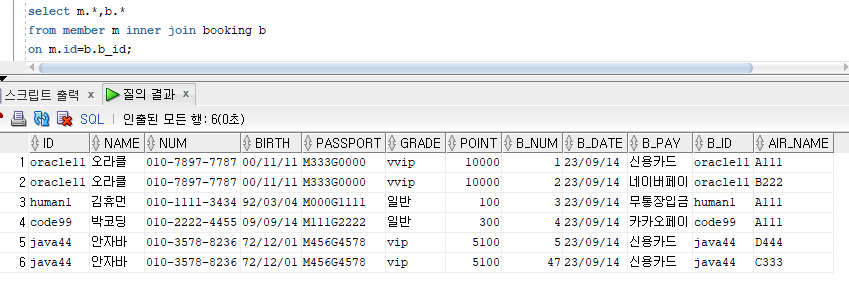 select m.*,b.*
from member m inner join booking b
on m.id=b.b_id;
스크립트 출력 x 질의 결과 x
SQL 인출된 모든 행: 6(0초)
ID NAME NUM BIRTH PASSPORT GRADE POINT B_NUM B_DATE B_PAY B_ID AIR_NAME
1 oracle11 오라클 010-7897-7787 00/11/11 M333G0000 vvip 10000 1 23/09/14 신용카드 oracle11 A111
2 oracle11 오라클 010-7897-7787 00/11/11 M333G0000 vvip 10000 2 23/09/14 네이버페이 oracle11 B222
3 human1 김휴먼 010-1111-3434 92/03/04 M000G1111 일반 100 3 23/09/14 무통장입금 human1 A111
4 code99 박코딩 010-2222-4455 09/09/14 M111G2222 일반 300 4 23/09/14 카카오페이 code99 A111
5 java44 안자바 010-3578-8236 72/12/01 M456G4578 vip 5100 5 23/09/14 신용카드 java44 D444
6 java44 안자바 010-3578-8236 72/12/01 M456G4578 vip 5100 47 23/09/14 신용카드 java44 C333